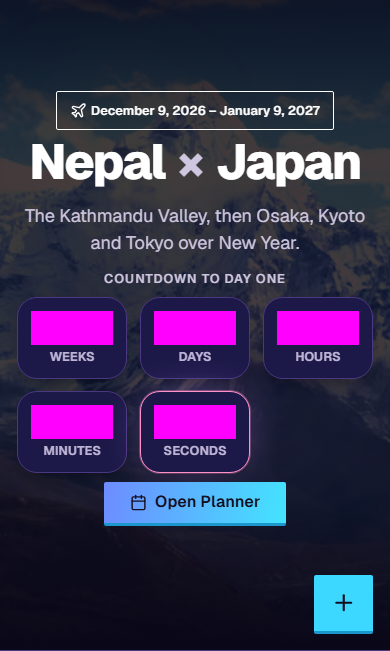 December 9, 2026 – January 9, 2027
Nepal × Japan
The Kathmandu Valley, then Osaka, Kyoto
and Tokyo over New Year.
COUNTDOWN TO DAY ONE
WEEKS
DAYS
HOURS
MINUTES
SECONDS
Open Planner
+